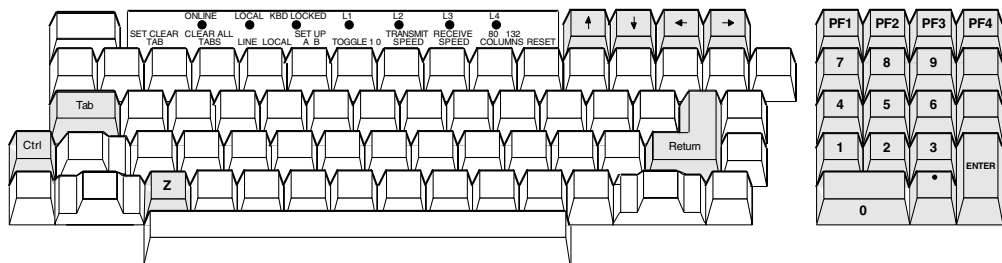 ONLINE LOCAL KBD LOCKED L1 L2 L3 L4
SET CLEAR CLEAR ALL SET UP TRANSMIT RECEIVE 80 132
TAB TABS LINE LOCAL A B TOGGLE 1 0 SPEED SPEED COLUMNS RESET
PF1 PF2 PF3 PF4
7 8 9
Tab
4 5 6
Ctrl
Return
1 2 3
ENTER
Z
0